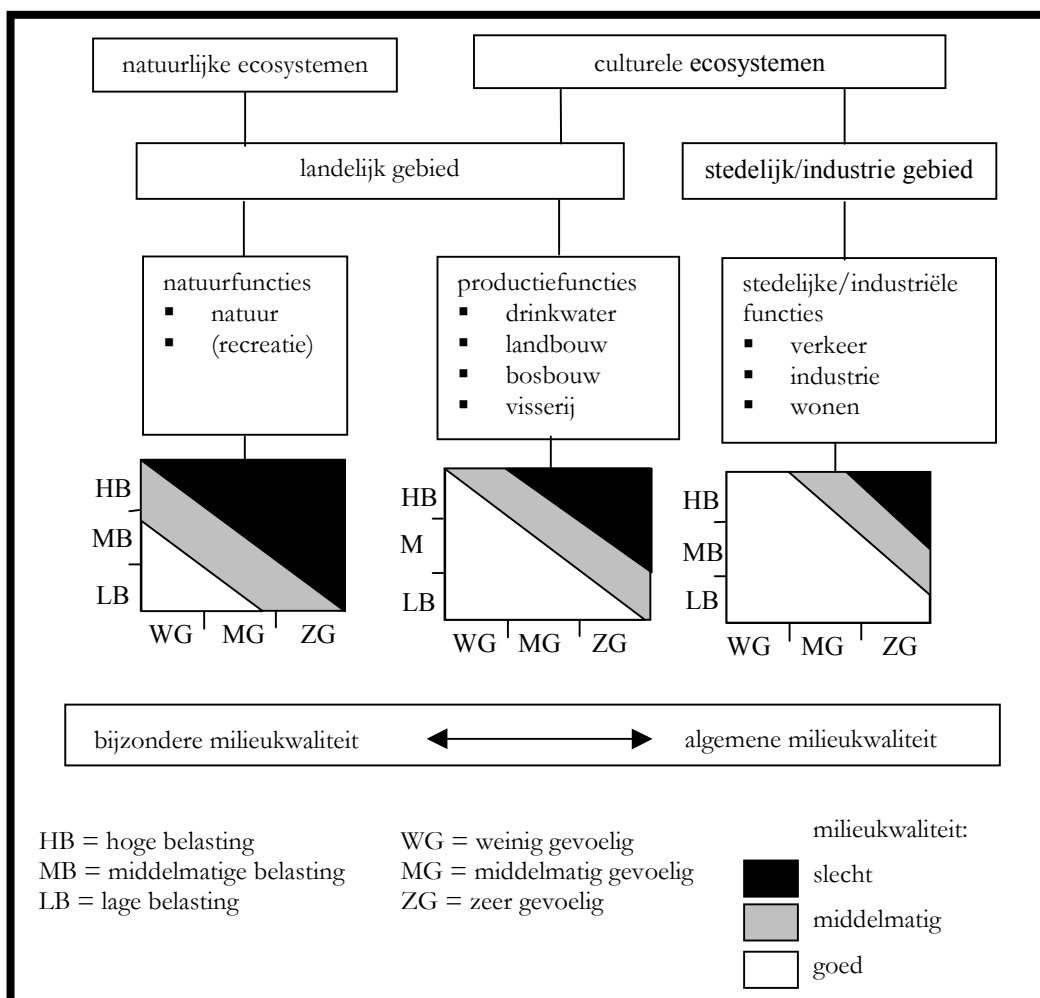 natuurlijke ecosystemen
culturele ecosystemen
landelijk gebied
stedelijk/industrie gebied
natuurfuncties
▪ natuur
▪ (recreatie)
productiefuncties
▪ drinkwater
▪ landbouw
▪ bosbouw
▪ visserij
stedelijke/industriële
functies
▪ verkeer
▪ industrie
▪ wonen
HB
MB
LB
WG MG ZG
HB
M
LB
WG MG ZG
HB
MB
LB
WG MG ZG
bijzondere milieukwaliteit algemene milieukwaliteit
HB = hoge belasting
MB = middelmatige belasting
LB = lage belasting
WG = weinig gevoelig
MG = middelmatig gevoelig
ZG = zeer gevoelig
milieukwaliteit:
slecht
middelmatig
goed